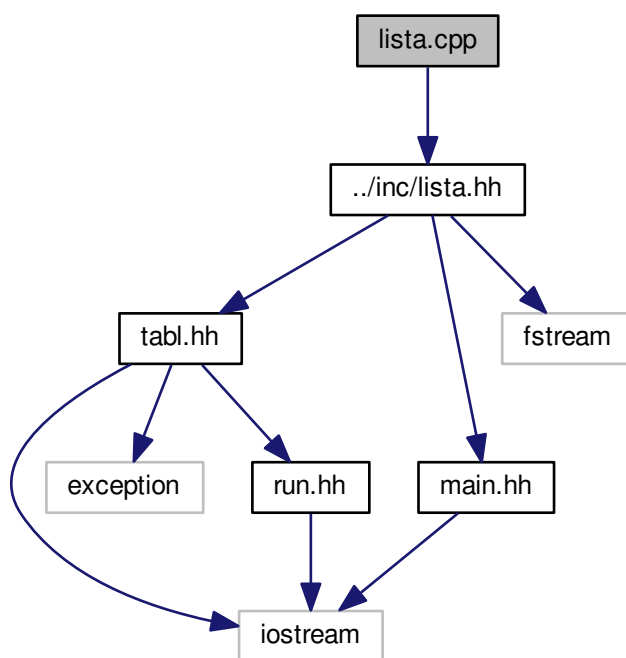 lista.cpp
../inc/lista.hh
tabl.hh
fstream
exception
run.hh
main.hh
iostream